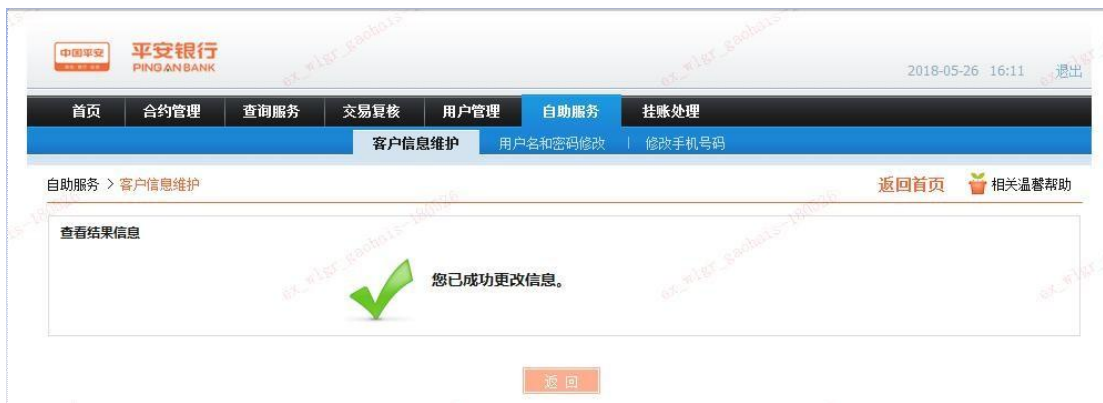 中国平安
平安银行
PINGAN BANK
2018-05-26 16:11 退出
首页 合约管理 查询服务 交易复核 用户管理 自助服务 挂账处理
客户信息维护 用户名和密码修改 | 修改手机号码
自助服务 > 客户信息维护
返回首页 相关温馨帮助
查看结果信息
您已成功更改信息。
返回